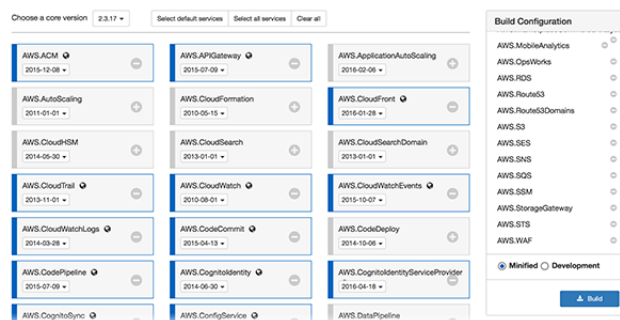 Choose a core version 2.3.17 Select default services Select all services Clear all
AWS.ACM
2015-12-08
AWS.APIGateway
2015-07-09
AWS.ApplicationAutoScaling
2016-02-06
AWS.AutoScaling
2011-01-01
AWS.CloudFormation
2010-05-15
AWS.CloudFront
2016-01-28
AWS.CloudHSM
2014-05-30
AWS.CloudSearch
2013-01-01
AWS.CloudSearchDomain
2013-01-01
AWS.CloudTrail
2013-11-01
AWS.CloudWatch
2010-08-01
AWS.CloudWatchEvents
2015-10-07
AWS.CloudWatchLogs
2014-03-28
AWS.CodeCommit
2015-04-13
AWS.CodeDeploy
2014-10-06
AWS.CodePipeline
2015-07-09
AWS.CognitoIdentity
2014-06-30
AWS.CognitoIdentityServiceProvider
2016-04-18
AWS.CognitoSync
AWS.ConfigService
AWS.DataPipeline
Build Configuration
AWS.MobileAnalytics
AWS.OpsWorks
AWS.RDS
AWS.Route53
AWS.Route53Domains
AWS.S3
AWS.SES
AWS.SNS
AWS.SQS
AWS.SSM
AWS.StorageGateway
AWS.STS
AWS.WAF
Minified Development
Build